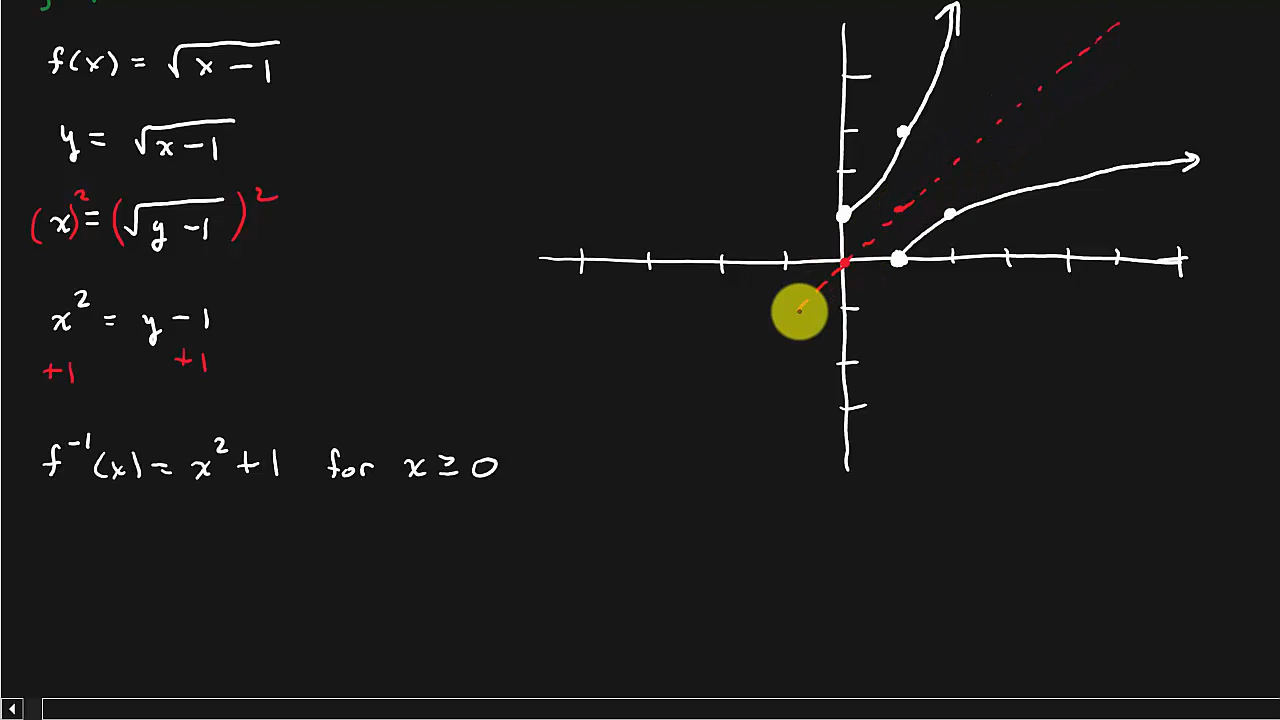 f(x) = √(x − 1)
y = √(x − 1)
(x)² = (√(y − 1))²
x² = y − 1
+1 +1
f⁻¹(x) = x² + 1 for x ≥ 0